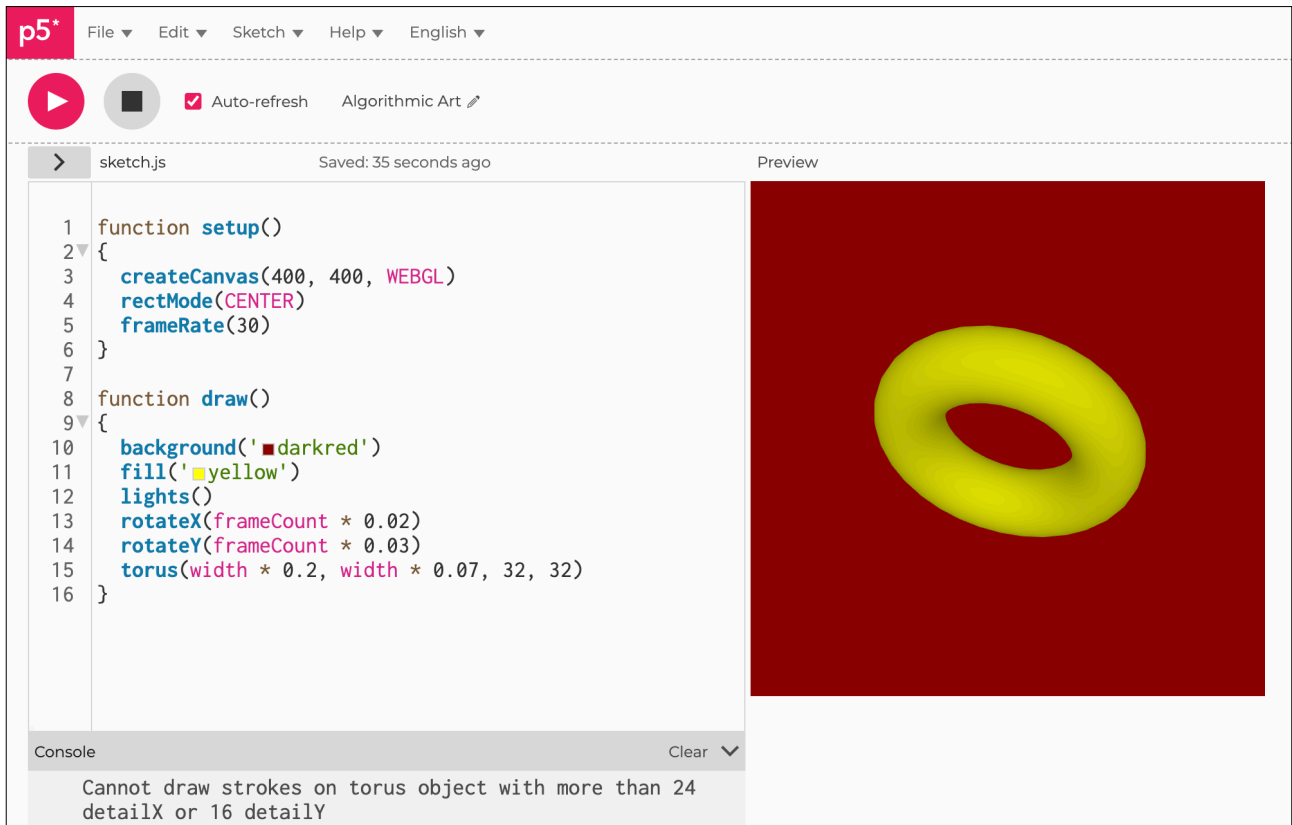 p5*
File Edit Sketch Help English
Auto-refresh Algorithmic Art
sketch.js Saved: 35 seconds ago Preview
1 function setup()
2 {
3   createCanvas(400, 400, WEBGL)
4   rectMode(CENTER)
5   frameRate(30)
6 }
7
8 function draw()
9 {
10   background('darkred')
11   fill('yellow')
12   lights()
13   rotateX(frameCount * 0.02)
14   rotateY(frameCount * 0.03)
15   torus(width * 0.2, width * 0.07, 32, 32)
16 }
Console Clear
Cannot draw strokes on torus object with more than 24
detailX or 16 detailY